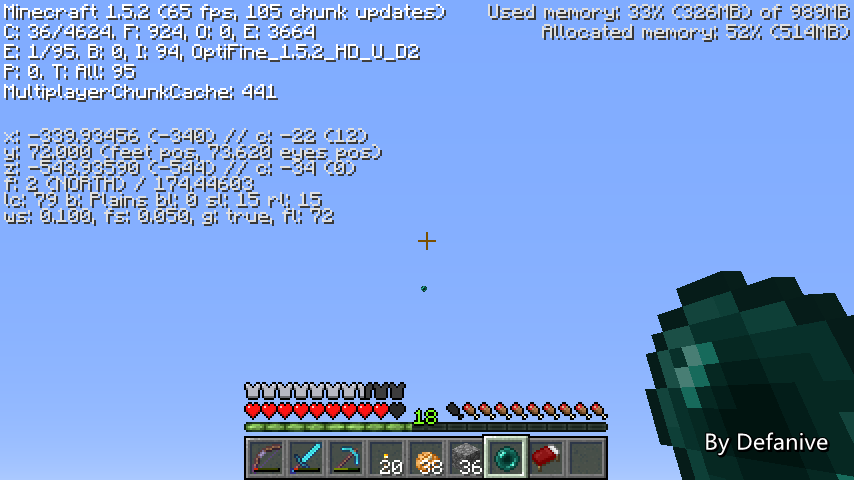 Minecraft 1.5.2 (65 fps, 105 chunk updates)
Used memory: 33% (326MB) of 989MB
C: 36/4624, F: 924, O: 0, E: 3664
Allocated memory: 52% (514MB)
E: 1/95, B: 0, I: 94, OptiFine_1.5.2_HD_U_D2
P: 0, T: All: 95
MultiplayerChunkCache: 441
x: -339.93456 (-340) // c: -22 (12)
y: 72.000 (feet pos, 73.620 eyes pos)
z: -543.93590 (-544) // c: -34 (0)
f: 2 (NORTH) / 174.44603
lc: 79 b: Plains bl: 0 sl: 15 rl: 15
ws: 0.100, fs: 0.050, g: true, fl: 72
18
20 38 36
By Defanive